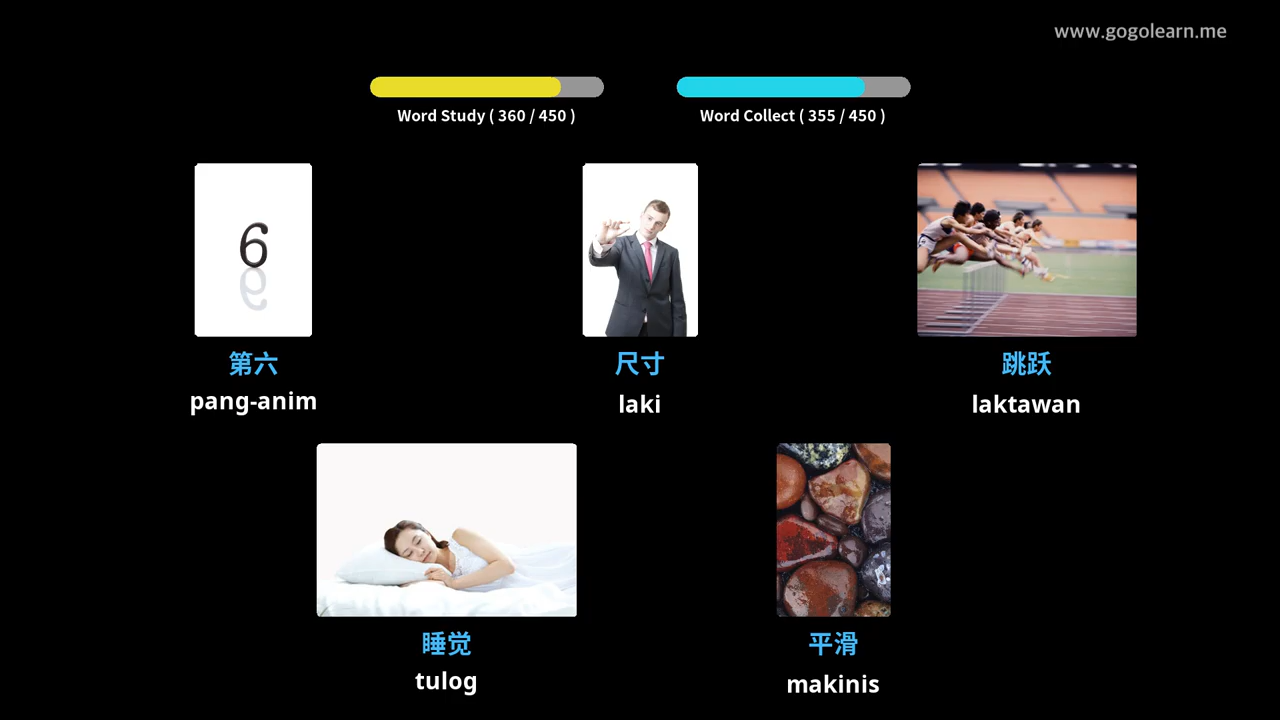 www.gogolearn.me
Word Study ( 360 / 450 )
Word Collect ( 355 / 450 )
6
第六
pang-anim
尺寸
laki
跳跃
laktawan
睡觉
tulog
平滑
makinis